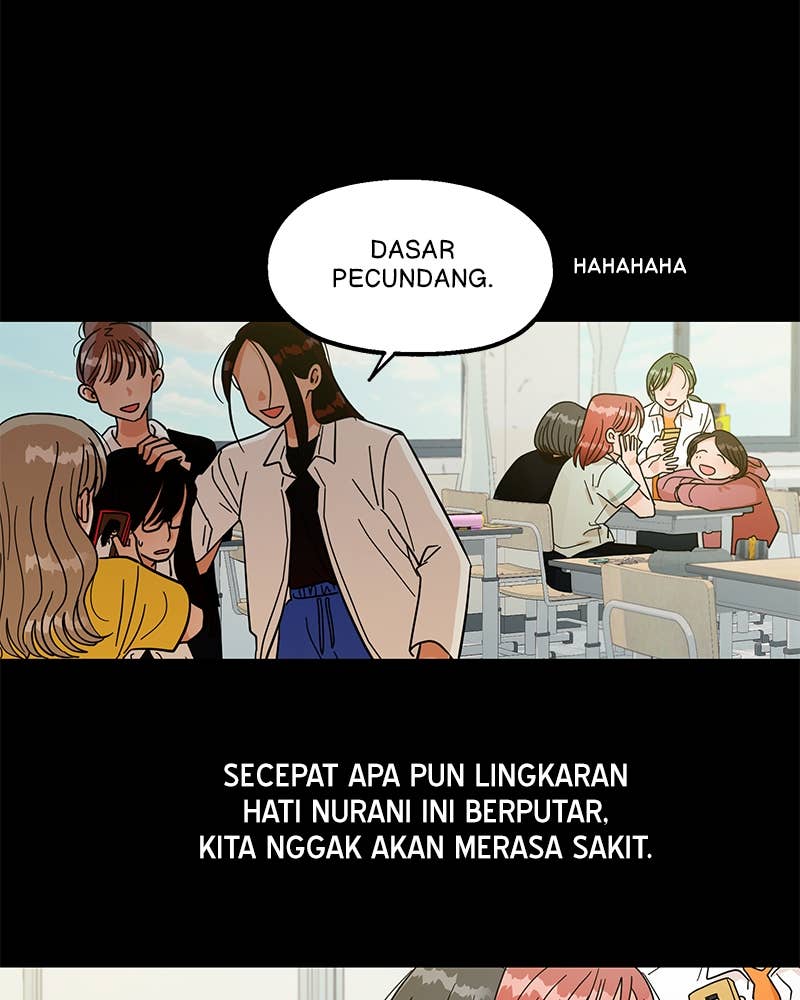 DASAR
PECUNDANG.
HAHAHAHA
SECEPAT APA PUN LINGKARAN
HATI NURANI INI BERPUTAR,
KITA NGGAK AKAN MERASA SAKIT.